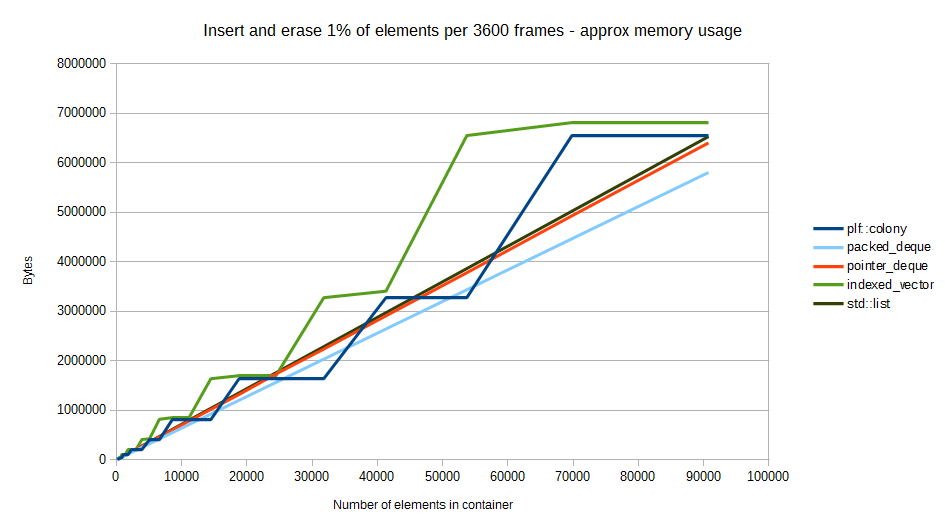 Insert and erase 1% of elements per 3600 frames - approx memory usage
8000000
7000000
6000000
5000000
4000000
3000000
2000000
1000000
0
Bytes
0 10000 20000 30000 40000 50000 60000 70000 80000 90000 100000
Number of elements in container
plf::colony
packed_deque
pointer_deque
indexed_vector
std::list